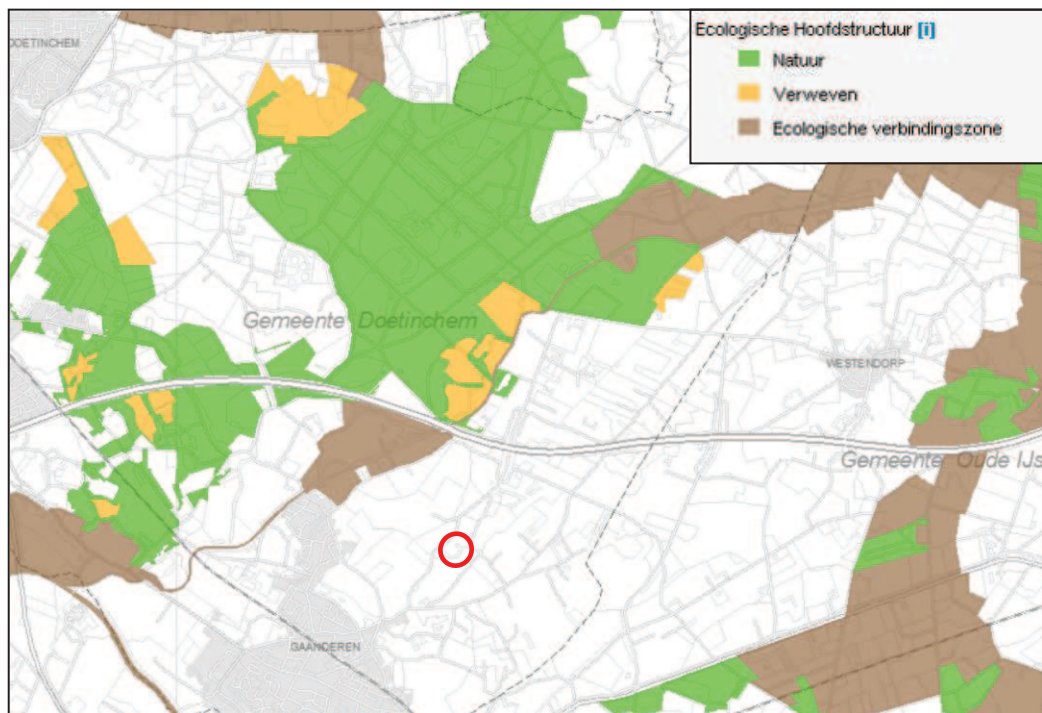 Ecologische Hoofdstructuur [i]
Natuur
Verweven
Ecologische verbindingszone
DOETINCHEM
Gemeente Doetinchem
WESTENDORP
Gemeente Oude IJs
GAANDEREN